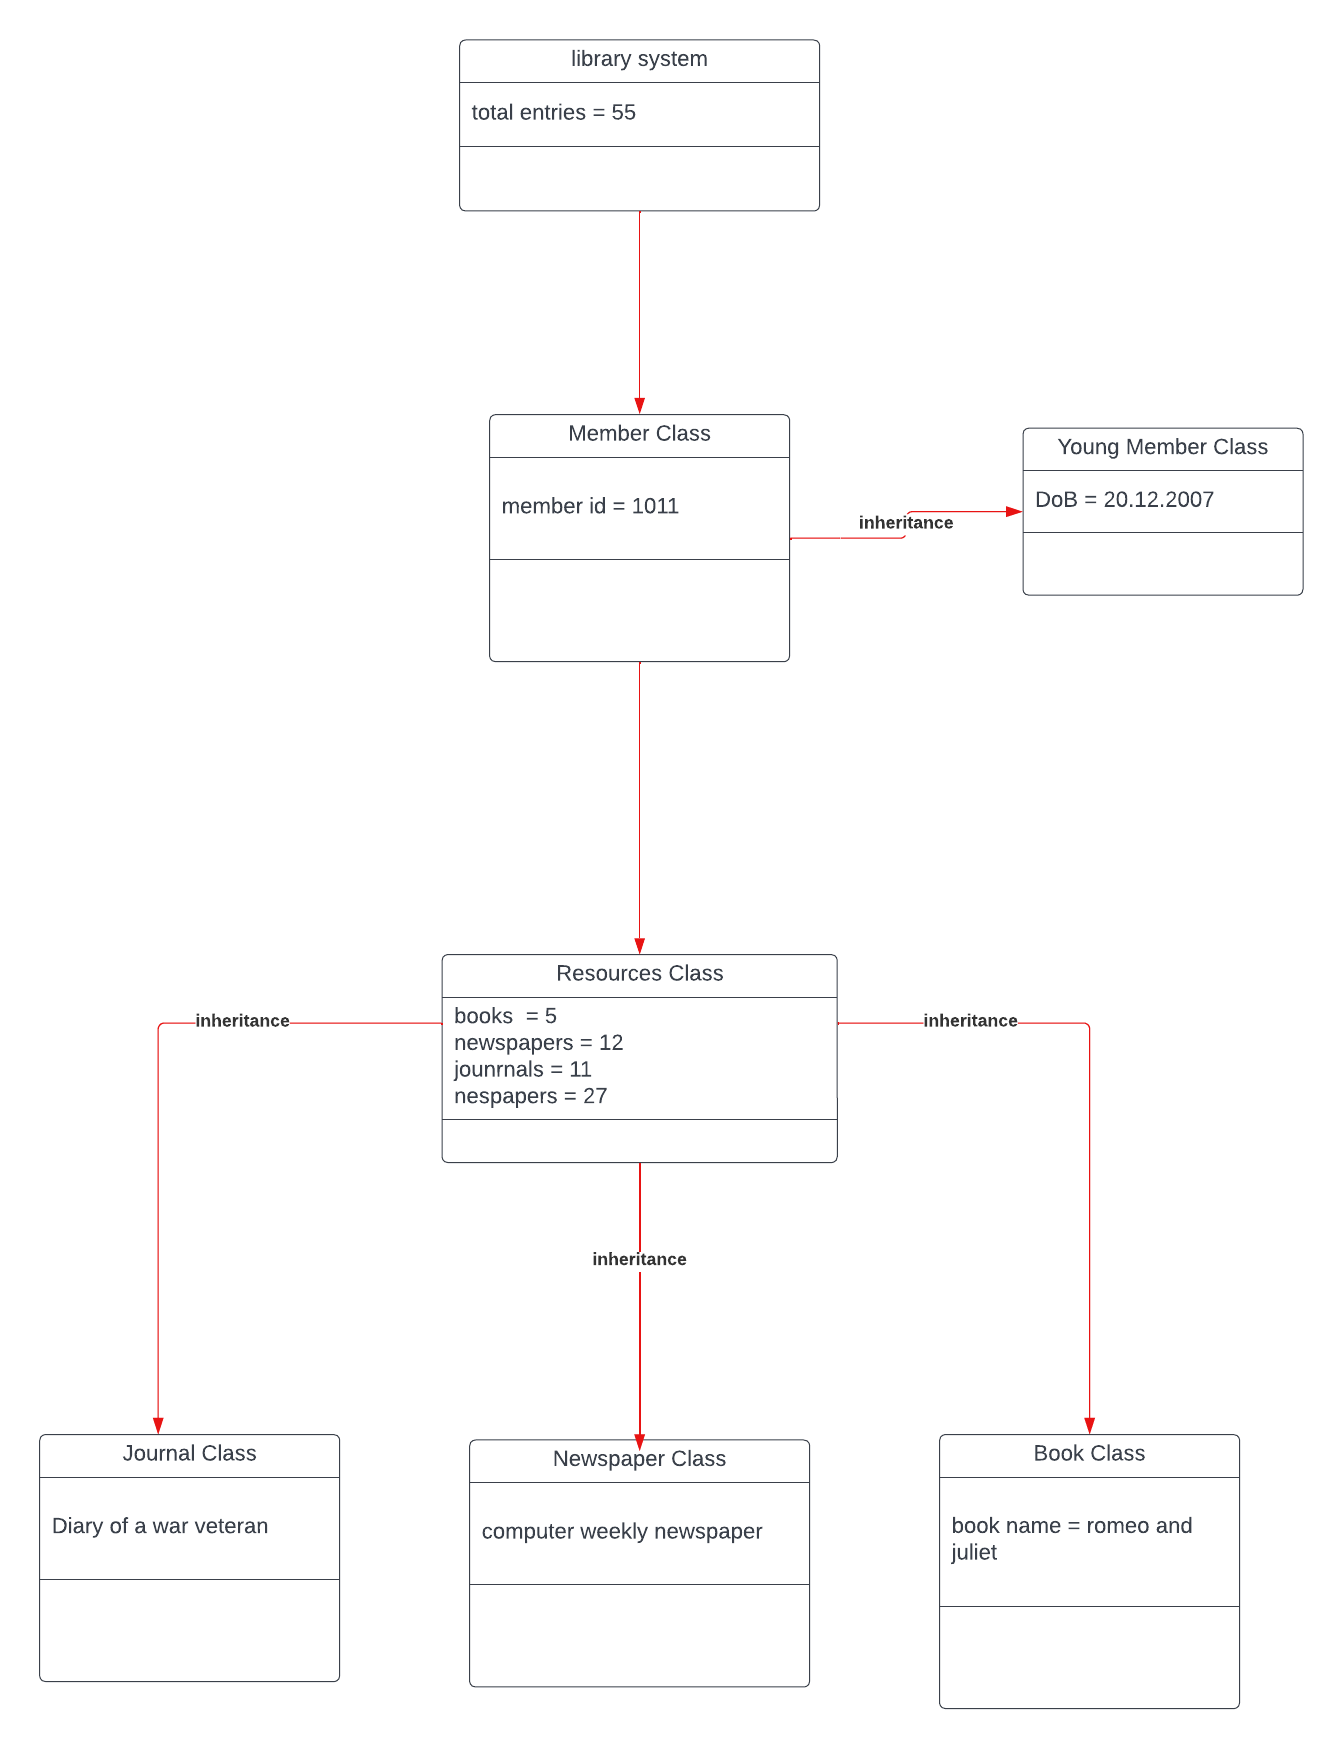 library system
total entries = 55
Member Class
member id = 1011
Young Member Class
DoB = 20.12.2007
inheritance
Resources Class
books  = 5
newspapers = 12
jounrnals = 11
nespapers = 27
inheritance
inheritance
inheritance
Journal Class
Diary of a war veteran
Newspaper Class
computer weekly newspaper
Book Class
book name = romeo and
juliet